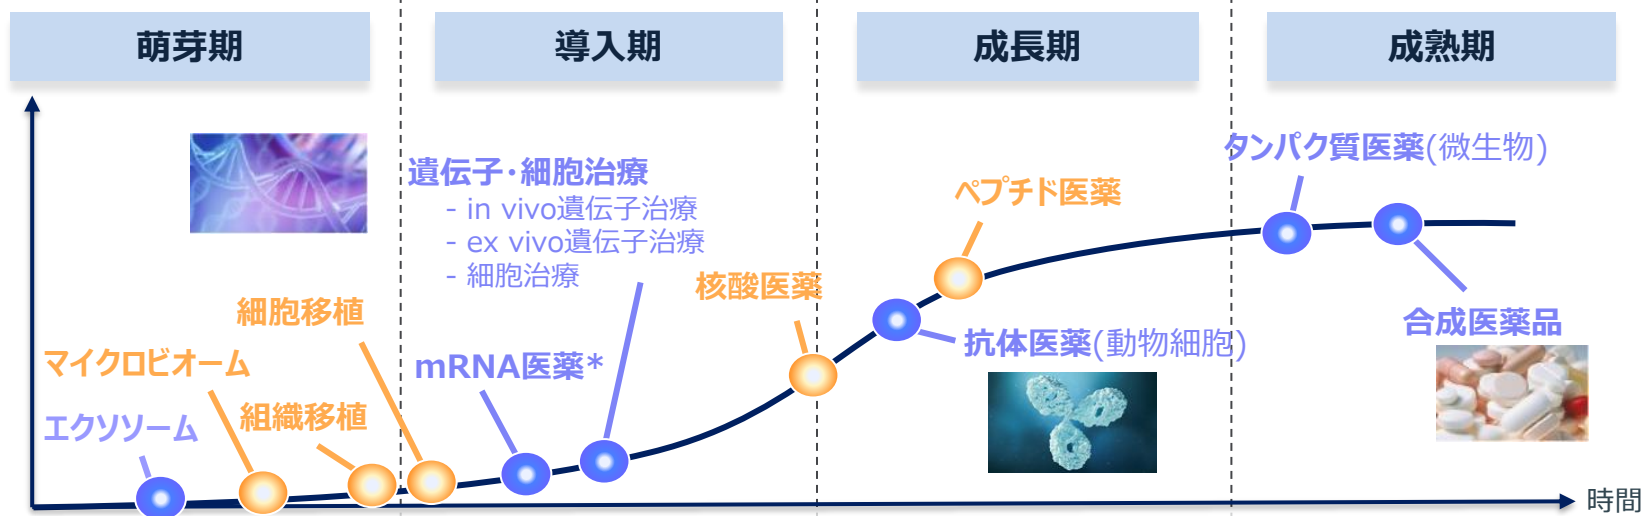 萌芽期
導入期
成長期
成熟期
タンパク質医薬(微生物)
遺伝子・細胞治療
- in vivo遺伝子治療
- ex vivo遺伝子治療
- 細胞治療
ペプチド医薬
核酸医薬
細胞移植
合成医薬品
抗体医薬(動物細胞)
マイクロビオーム
mRNA医薬*
組織移植
エクソソーム
時間